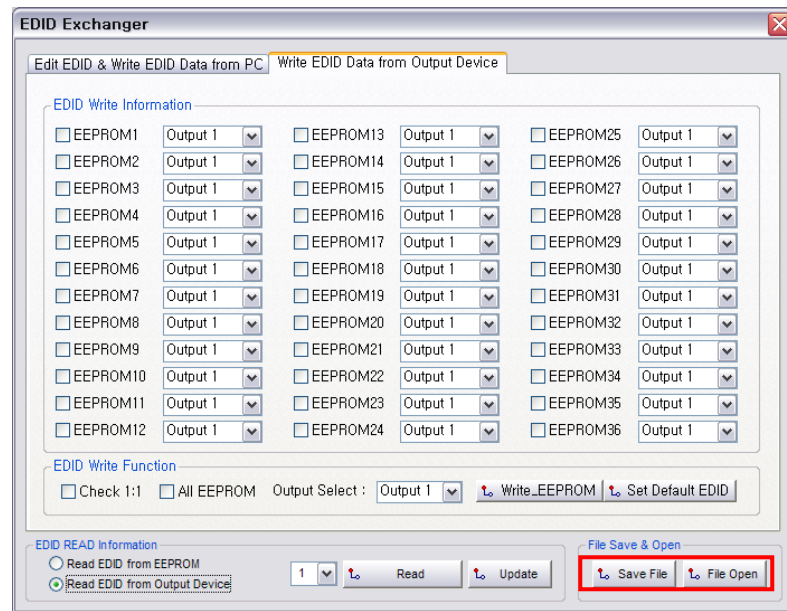 EDID Exchanger
Edit EDID & Write EDID Data from PC Write EDID Data from Output Device
EDID Write Information
EEPROM1 Output 1 EEPROM13 Output 1 EEPROM25 Output 1
EEPROM2 Output 1 EEPROM14 Output 1 EEPROM26 Output 1
EEPROM3 Output 1 EEPROM15 Output 1 EEPROM27 Output 1
EEPROM4 Output 1 EEPROM16 Output 1 EEPROM28 Output 1
EEPROM5 Output 1 EEPROM17 Output 1 EEPROM29 Output 1
EEPROM6 Output 1 EEPROM18 Output 1 EEPROM30 Output 1
EEPROM7 Output 1 EEPROM19 Output 1 EEPROM31 Output 1
EEPROM8 Output 1 EEPROM20 Output 1 EEPROM32 Output 1
EEPROM9 Output 1 EEPROM21 Output 1 EEPROM33 Output 1
EEPROM10 Output 1 EEPROM22 Output 1 EEPROM34 Output 1
EEPROM11 Output 1 EEPROM23 Output 1 EEPROM35 Output 1
EEPROM12 Output 1 EEPROM24 Output 1 EEPROM36 Output 1
EDID Write Function
Check 1:1 All EEPROM Output Select : Output 1 Write_EEPROM Set Default EDID
EDID READ Information File Save & Open
Read EDID from EEPROM
Read EDID from Output Device 1 Read Update Save File File Open